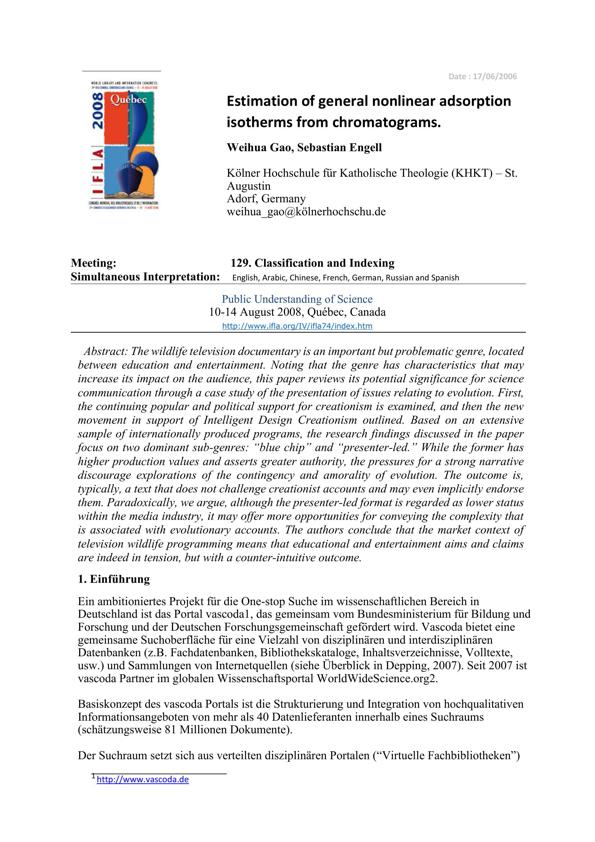 Date : 17/06/2006
WORLD LIBRARY AND INFORMATION CONGRESS:
IFLA 2008
Québec
Estimation of general nonlinear adsorption
isotherms from chromatograms.
Weihua Gao, Sebastian Engell
Kölner Hochschule für Katholische Theologie (KHKT) – St.
Augustin
Adorf, Germany
weihua_gao@kölnerhochschu.de
Meeting: 129. Classification and Indexing
Simultaneous Interpretation: English, Arabic, Chinese, French, German, Russian and Spanish
Public Understanding of Science
10-14 August 2008, Québec, Canada
http://www.ifla.org/IV/ifla74/index.htm
Abstract: The wildlife television documentary is an important but problematic genre, located
between education and entertainment. Noting that the genre has characteristics that may
increase its impact on the audience, this paper reviews its potential significance for science
communication through a case study of the presentation of issues relating to evolution. First,
the continuing popular and political support for creationism is examined, and then the new
movement in support of Intelligent Design Creationism outlined. Based on an extensive
sample of internationally produced programs, the research findings discussed in the paper
focus on two dominant sub-genres: “blue chip” and “presenter-led.” While the former has
higher production values and asserts greater authority, the pressures for a strong narrative
discourage explorations of the contingency and amorality of evolution. The outcome is,
typically, a text that does not challenge creationist accounts and may even implicitly endorse
them. Paradoxically, we argue, although the presenter-led format is regarded as lower status
within the media industry, it may offer more opportunities for conveying the complexity that
is associated with evolutionary accounts. The authors conclude that the market context of
television wildlife programming means that educational and entertainment aims and claims
are indeed in tension, but with a counter-intuitive outcome.
1. Einführung
Ein ambitioniertes Projekt für die One-stop Suche im wissenschaftlichen Bereich in
Deutschland ist das Portal vascoda1, das gemeinsam vom Bundesministerium für Bildung und
Forschung und der Deutschen Forschungsgemeinschaft gefördert wird. Vascoda bietet eine
gemeinsame Suchoberfläche für eine Vielzahl von disziplinären und interdisziplinären
Datenbanken (z.B. Fachdatenbanken, Bibliothekskataloge, Inhaltsverzeichnisse, Volltexte,
usw.) und Sammlungen von Internetquellen (siehe Überblick in Depping, 2007). Seit 2007 ist
vascoda Partner im globalen Wissenschaftsportal WorldWideScience.org2.
Basiskonzept des vascoda Portals ist die Strukturierung und Integration von hochqualitativen
Informationsangeboten von mehr als 40 Datenlieferanten innerhalb eines Suchraums
(schätzungsweise 81 Millionen Dokumente).
Der Suchraum setzt sich aus verteilten disziplinären Portalen (“Virtuelle Fachbibliotheken”)
1 http://www.vascoda.de